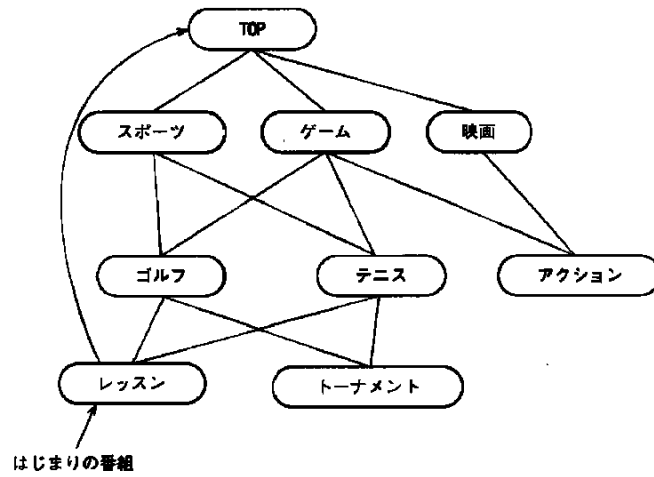 TOP
スポーツ
ゲーム
映画
ゴルフ
テニス
アクション
レッスン
トーナメント
はじまりの番組